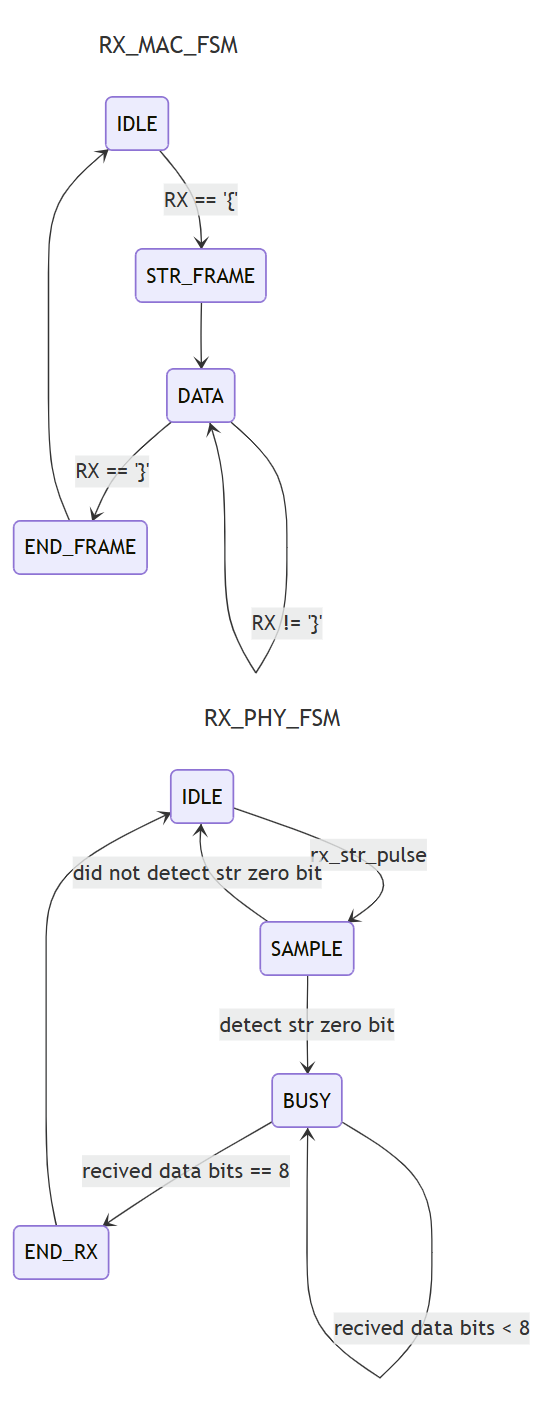 RX_MAC_FSM
IDLE
RX == '{'
STR_FRAME
DATA
RX == '}'
END_FRAME
RX != '}'
RX_PHY_FSM
IDLE
rx_str_pulse
did not detect str zero bit
SAMPLE
detect str zero bit
BUSY
recived data bits == 8
END_RX
recived data bits < 8